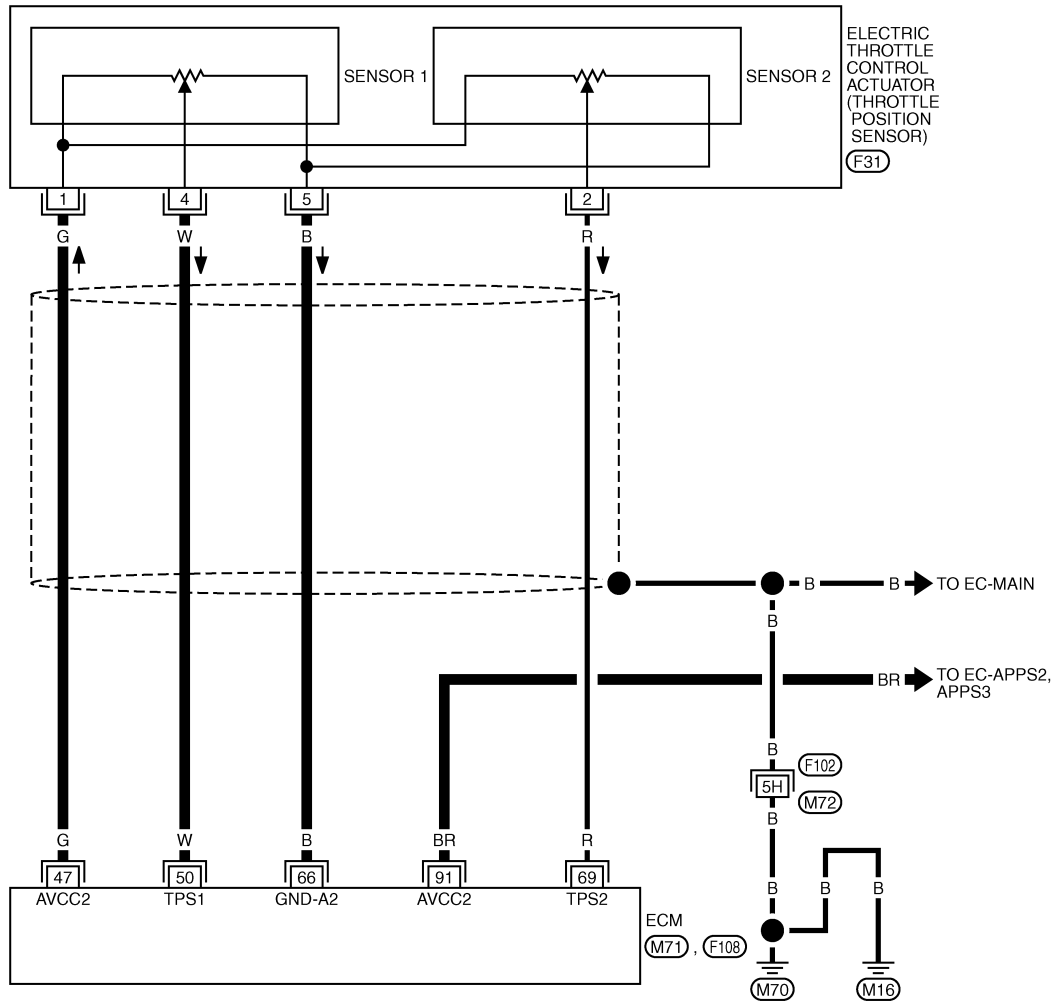 SENSOR 1
SENSOR 2
ELECTRIC
THROTTLE
CONTROL
ACTUATOR
(THROTTLE
POSITION
SENSOR)
F31
1
4
5
2
G
W
B
R
B
B
TO EC-MAIN
B
BR
TO EC-APPS2,
APPS3
B
F102
5H
M72
B
G
W
B
BR
R
47
50
66
91
69
B
B
B
AVCC2
TPS1
GND-A2
AVCC2
TPS2
ECM
M71 , F108
M70
M16